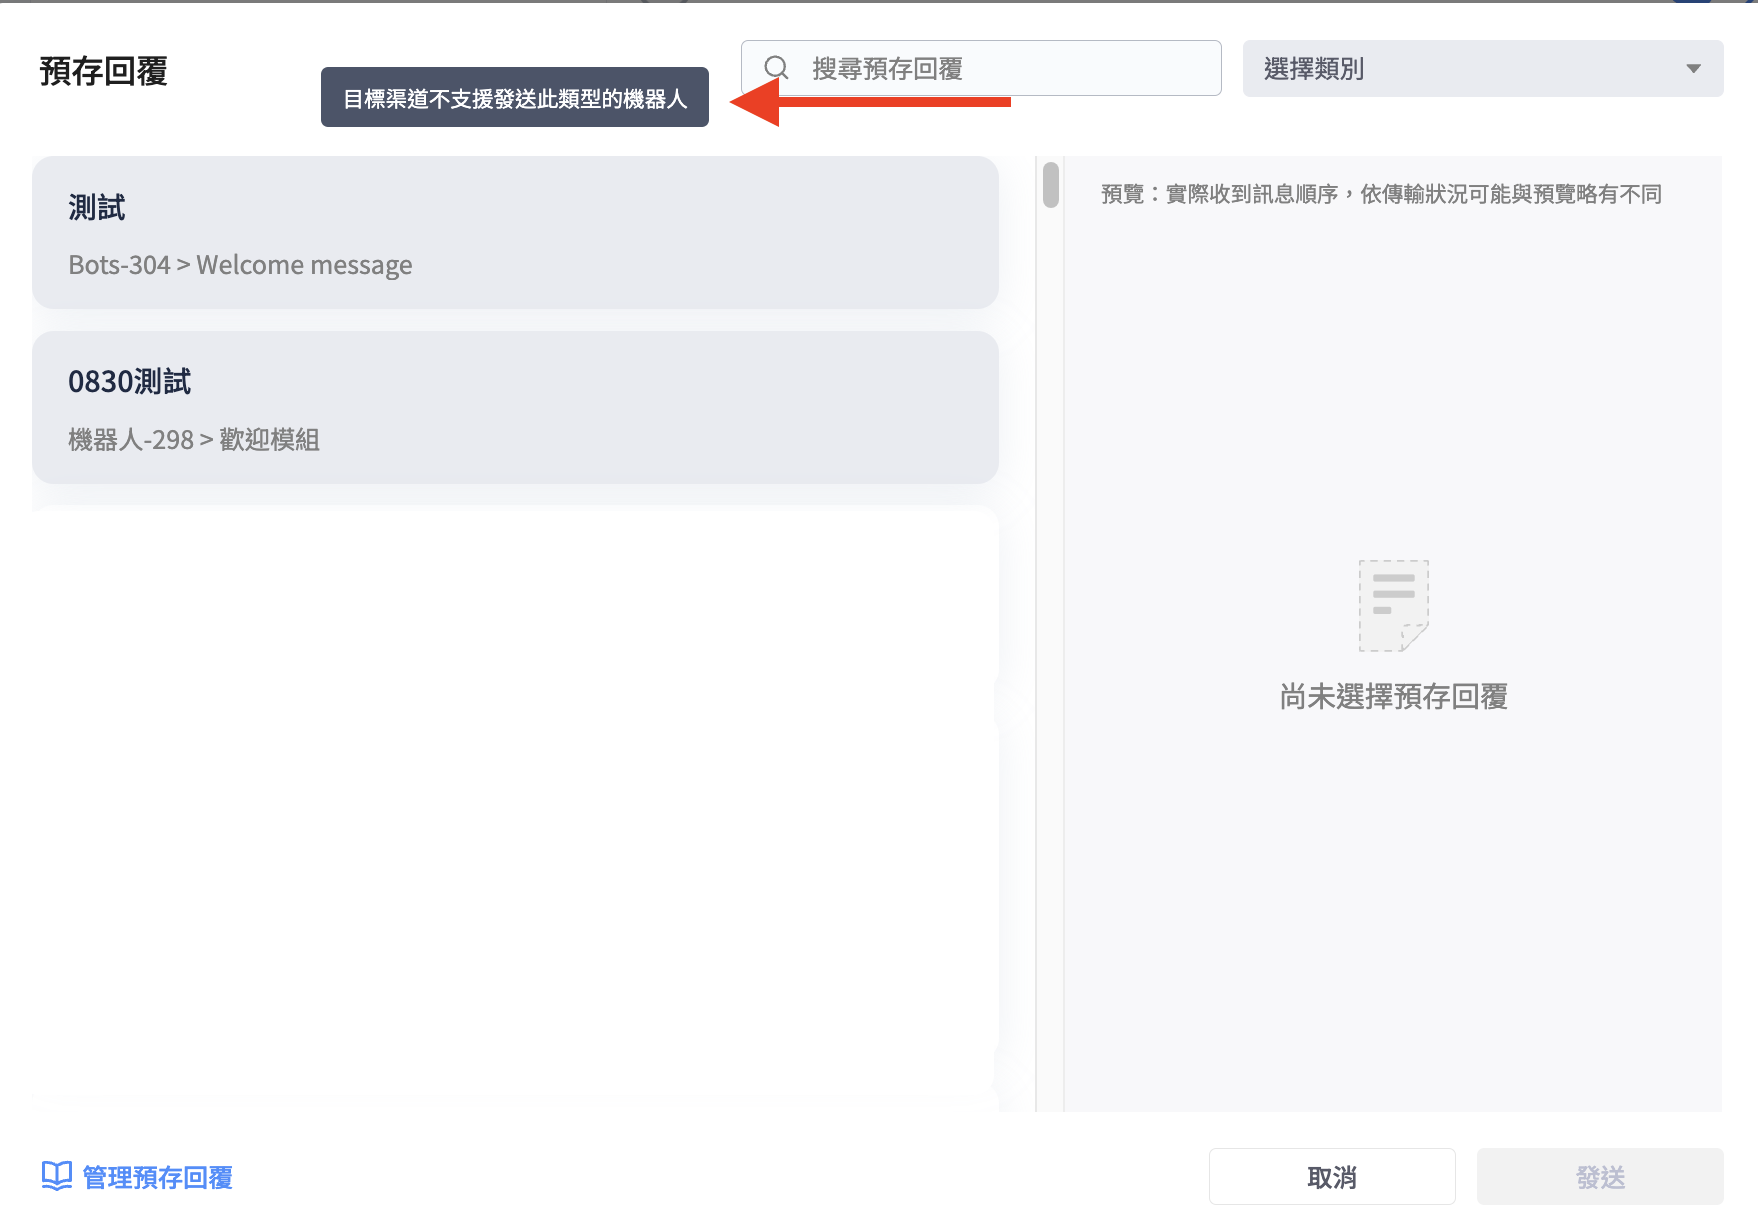 預存回覆
目標渠道不支援發送此類型的機器人
搜尋預存回覆
選擇類別
測試
Bots-304 > Welcome message
0830測試
機器人-298 > 歡迎模組
預覽：實際收到訊息順序，依傳輸狀況可能與預覽略有不同
尚未選擇預存回覆
管理預存回覆
取消
發送